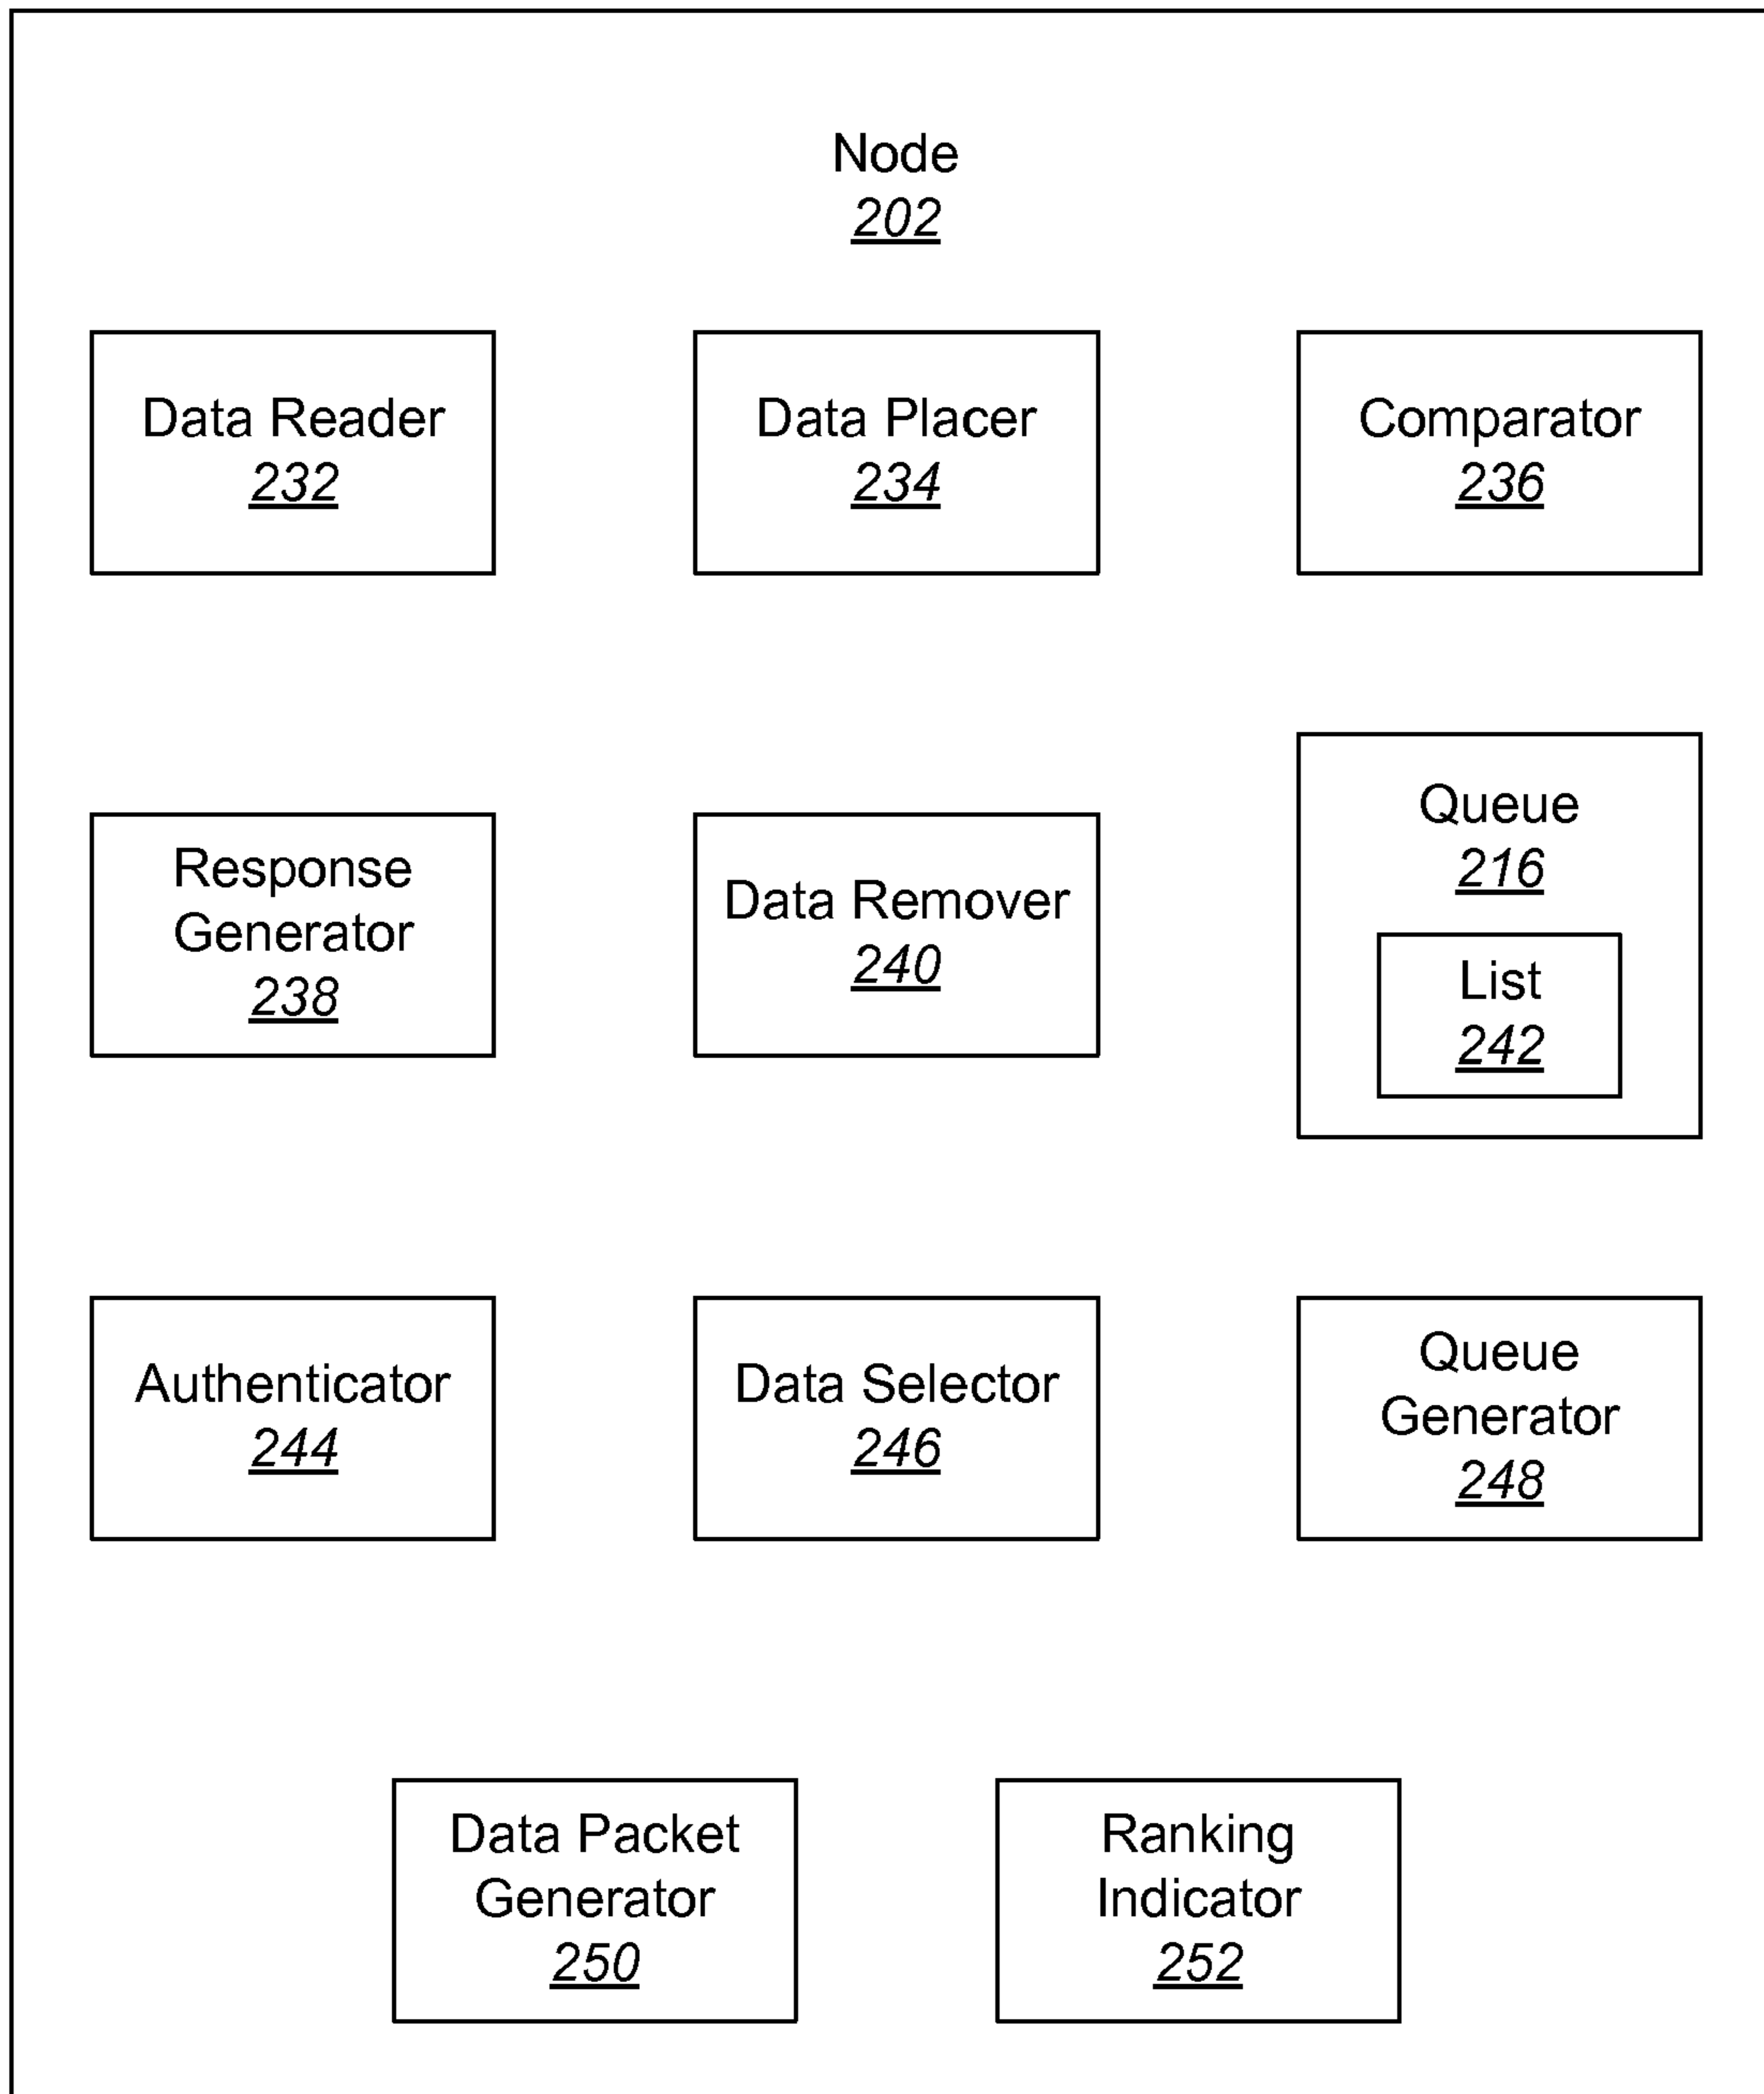 Node
202
Data Reader
232
Data Placer
234
Comparator
236
Response
Generator
238
Data Remover
240
Queue
216
List
242
Authenticator
244
Data Selector
246
Queue
Generator
248
Data Packet
Generator
250
Ranking
Indicator
252